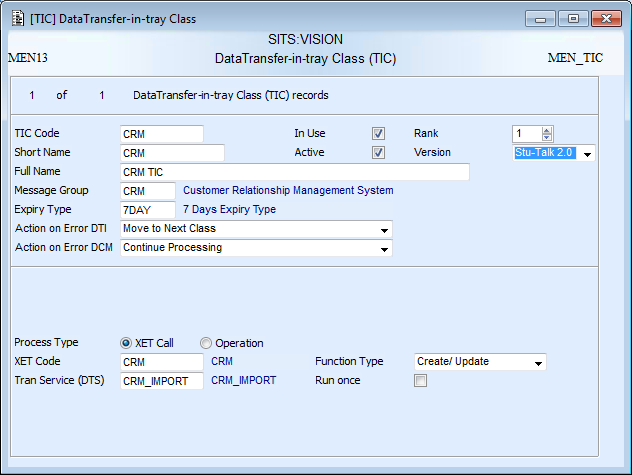 [TIC] DataTransfer-in-tray Class
SITS:VISION
MEN13 DataTransfer-in-tray Class (TIC) MEN_TIC
1 of 1 DataTransfer-in-tray Class (TIC) records
TIC Code CRM In Use Rank 1
Short Name CRM Active Version Stu-Talk 2.0
Full Name CRM TIC
Message Group CRM Customer Relationship Management System
Expiry Type 7DAY 7 Days Expiry Type
Action on Error DTI Move to Next Class
Action on Error DCM Continue Processing
Process Type XET Call Operation
XET Code CRM CRM Function Type Create/ Update
Tran Service (DTS) CRM_IMPORT CRM_IMPORT Run once